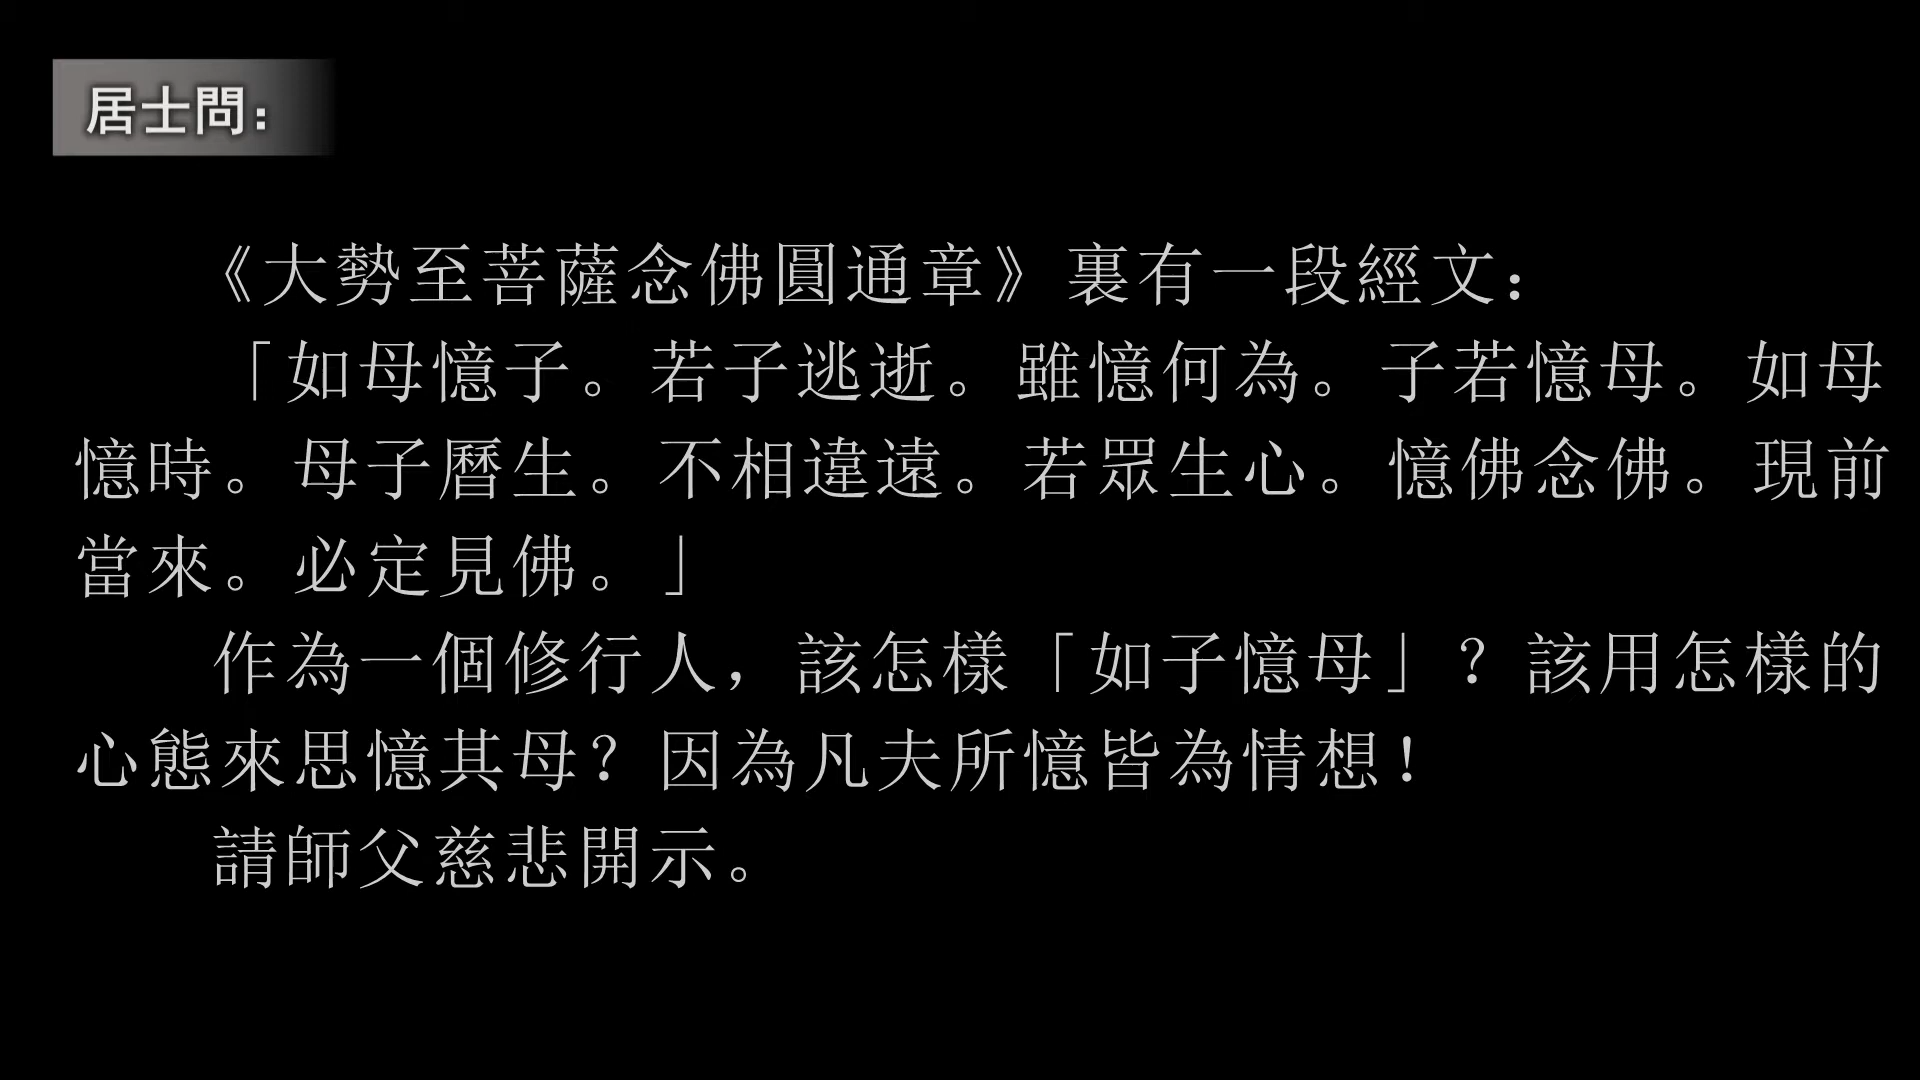 居士問：
《大勢至菩薩念佛圓通章》裏有一段經文：
「如母憶子。若子逃逝。雖憶何為。子若憶母。如母
憶時。母子曆生。不相違遠。若眾生心。憶佛念佛。現前
當來。必定見佛。」
作為一個修行人，該怎樣「如子憶母」？該用怎樣的
心態來思憶其母？因為凡夫所憶皆為情想！
請師父慈悲開示。